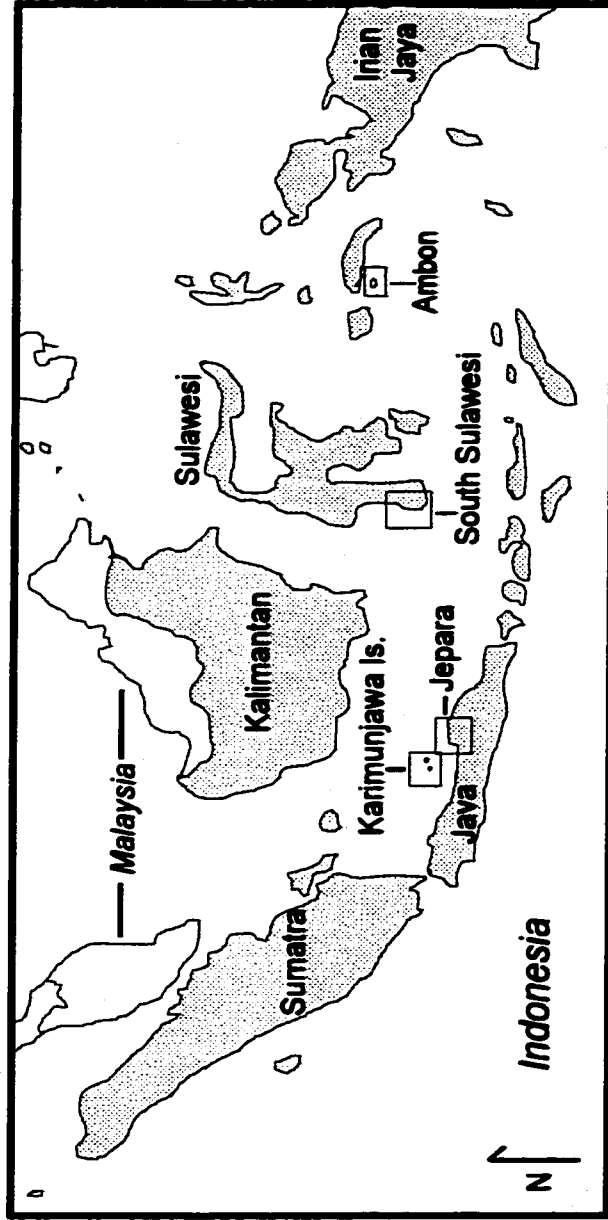 Malaysia
Sumatra
Kalimantan
Sulawesi
Irian
Jaya
Karimunjawa Is.
Jepara
Java
South Sulawesi
Ambon
Indonesia
N